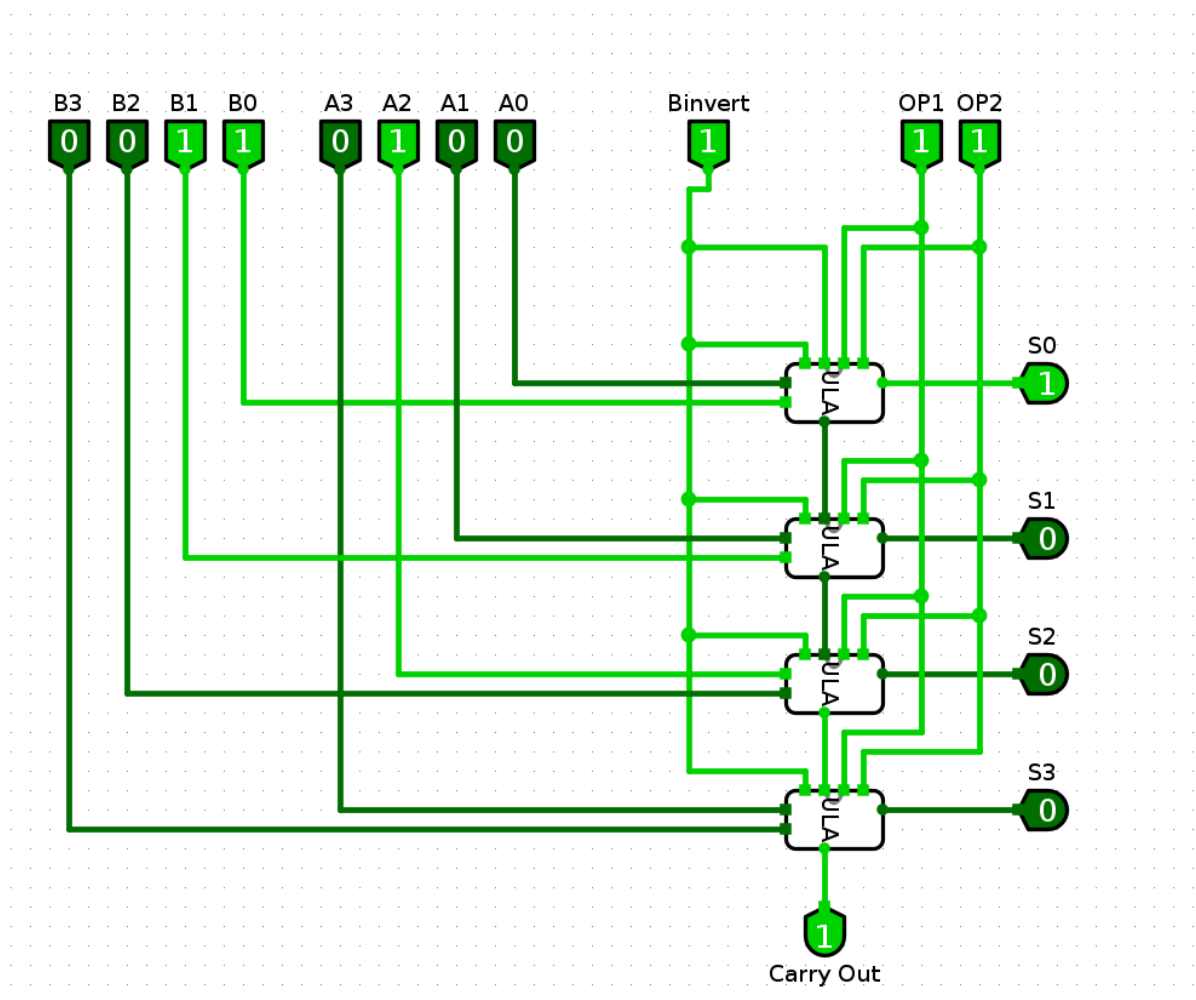 B3 B2 B1 B0 A3 A2 A1 A0 Binvert OP1 OP2
0 0 1 1 0 1 0 0 1 1 1
S0
ULA 1
S1
ULA 0
S2
ULA 0
S3
ULA 0
1
Carry Out